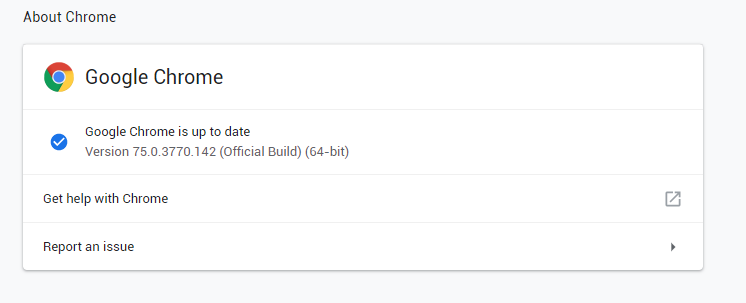 About Chrome
Google Chrome
Google Chrome is up to date
Version 75.0.3770.142 (Official Build) (64-bit)
Get help with Chrome
Report an issue